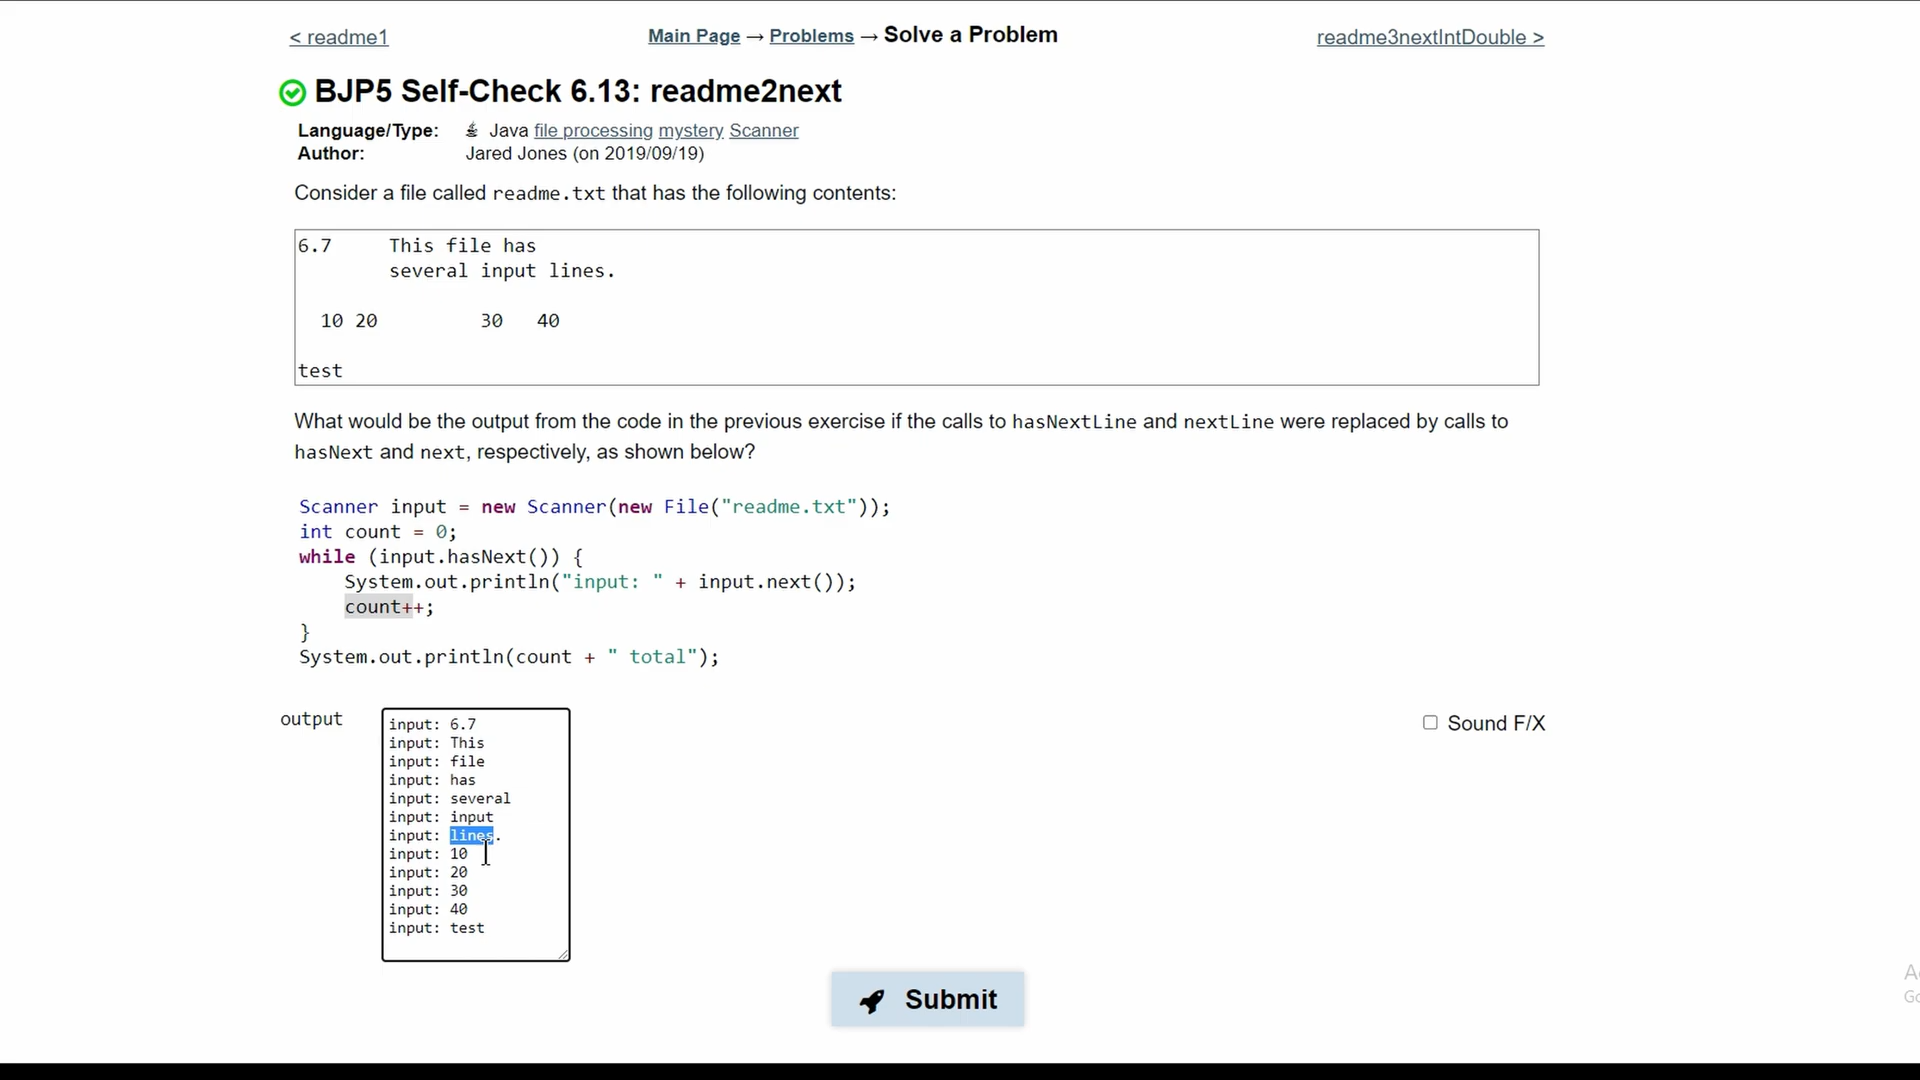 < readme1
Main Page → Problems → Solve a Problem
readme3nextIntDouble >
BJP5 Self-Check 6.13: readme2next
Language/Type: Java file processing mystery Scanner
Author: Jared Jones (on 2019/09/19)
Consider a file called readme.txt that has the following contents:
6.7     This file has
        several input lines.
  10 20         30   40
test
What would be the output from the code in the previous exercise if the calls to hasNextLine and nextLine were replaced by calls to
hasNext and next, respectively, as shown below?
Scanner input = new Scanner(new File("readme.txt"));
int count = 0;
while (input.hasNext()) {
    System.out.println("input: " + input.next());
    count++;
}
System.out.println(count + " total");
output
Sound F/X
input: 6.7
input: This
input: file
input: has
input: several
input: input
input: lines.
input: 10
input: 20
input: 30
input: 40
input: test
Submit